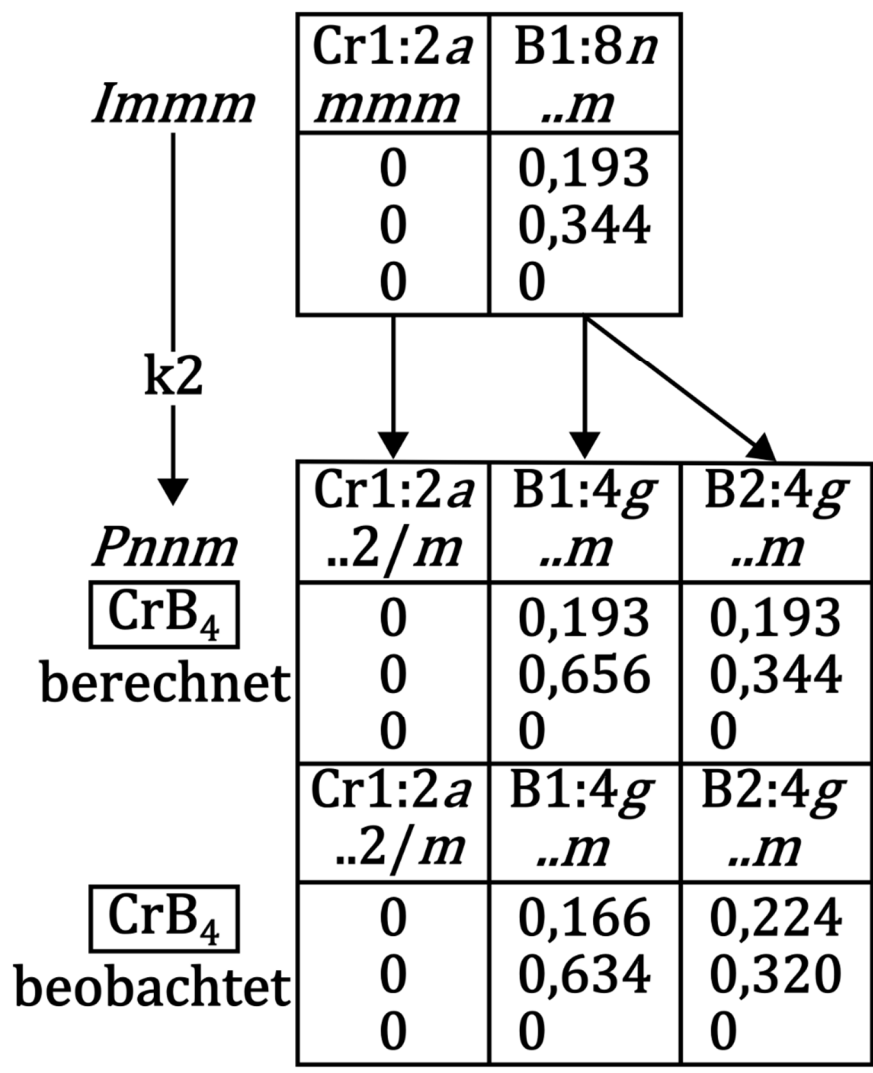 Immm
Cr1:2a B1:8n
mmm ..m
0 0,193
0 0,344
0 0
k2
Pnnm
CrB₄
berechnet
Cr1:2a B1:4g B2:4g
..2/m ..m ..m
0 0,193 0,193
0 0,656 0,344
0 0 0
Cr1:2a B1:4g B2:4g
..2/m ..m ..m
CrB₄
beobachtet
0 0,166 0,224
0 0,634 0,320
0 0 0